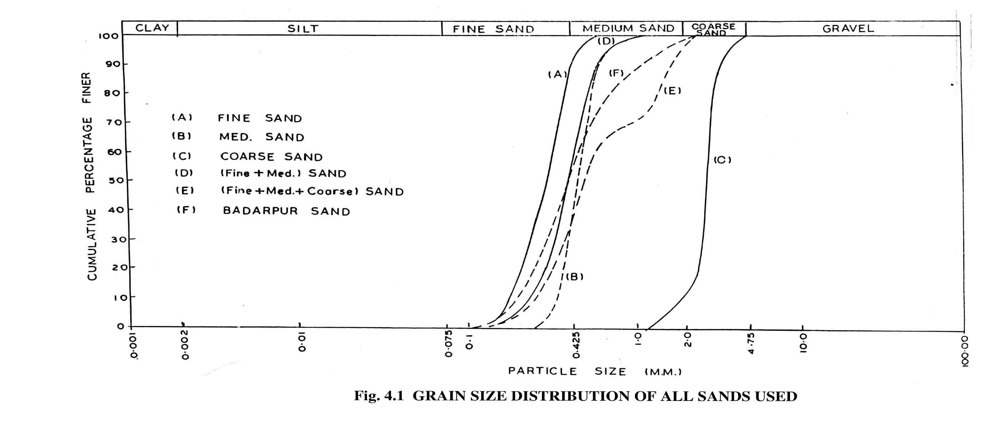 CLAY SILT FINE SAND MEDIUM SAND COARSE SAND GRAVEL
100
90
80
70
60
50
40
30
20
10
0
CUMULATIVE PERCENTAGE FINER
(A) FINE SAND
(B) MED. SAND
(C) COARSE SAND
(D) (Fine + Med.) SAND
(E) (Fine+Med.+Coarse) SAND
(F) BADARPUR SAND
(D)
(A)
(F)
(E)
(C)
(B)
0.001 0.002 0.01 0.075 0.1 0.425 1.0 2.0 4.75 10.0 100.00
PARTICLE SIZE (M.M.)
Fig. 4.1 GRAIN SIZE DISTRIBUTION OF ALL SANDS USED